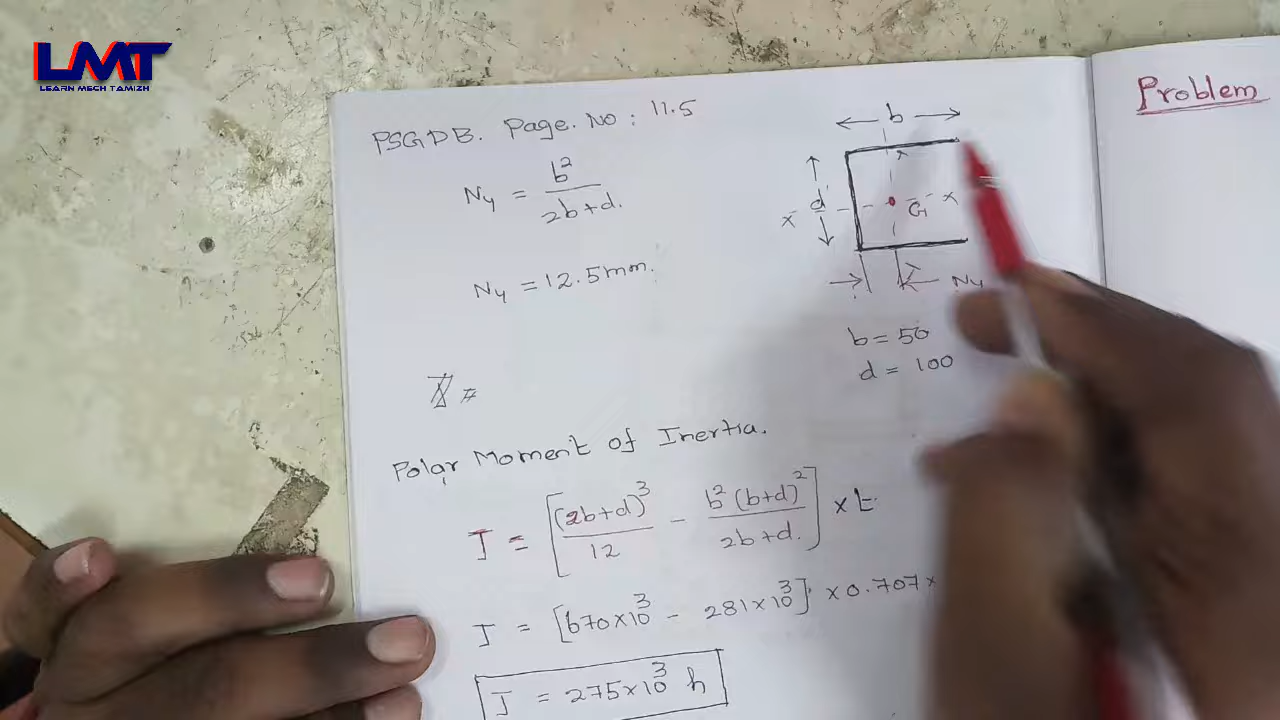 LMT
LEARN MECH TAMIZH
PSGDB. Page. No : 11.5
Ny = b² / 2b+d.
Ny = 12.5mm.
b
d
x
G
x
Ny
b = 50
d = 100
Polar Moment of Inertia.
J = [(2b+d)³ / 12 - b² (b+d)² / 2b+d.] × t.
J = [670×10³ - 281×10³] × 0.707×
J = 275×10³ h
Problem